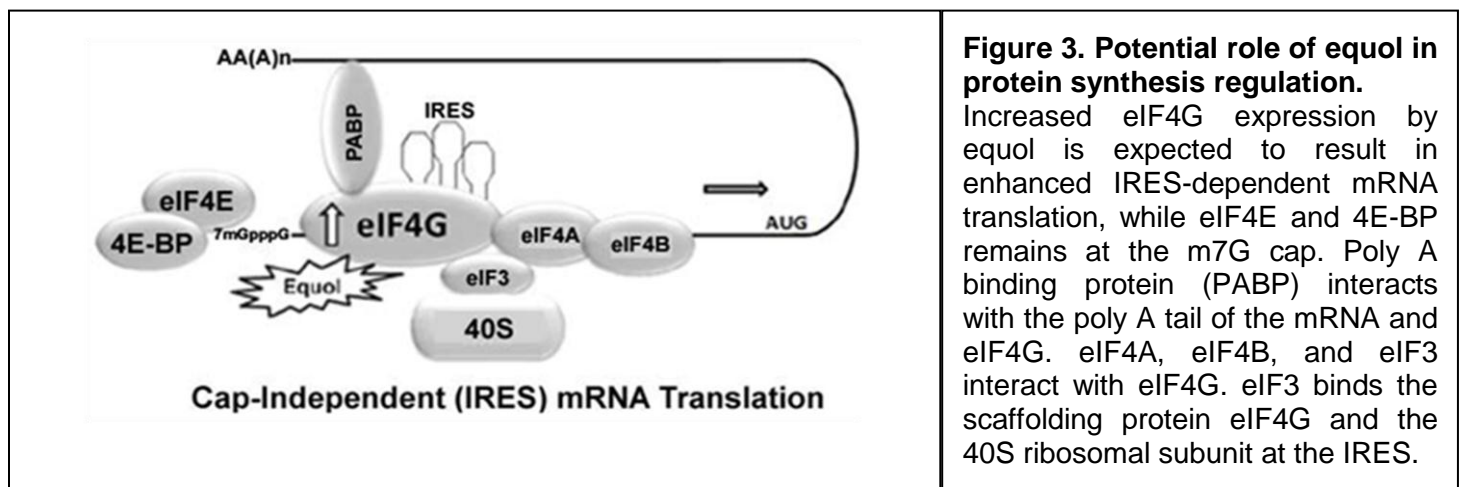 AA(A)n
PABP
IRES
eIF4E
4E-BP
7mGpppG
eIF4G
eIF4A
eIF4B
AUG
Equol
eIF3
40S
Cap-Independent (IRES) mRNA Translation
Figure 3. Potential role of equol in
protein synthesis regulation.
Increased eIF4G expression by
equol is expected to result in
enhanced IRES-dependent mRNA
translation, while eIF4E and 4E-BP
remains at the m7G cap. Poly A
binding protein (PABP) interacts
with the poly A tail of the mRNA and
eIF4G. eIF4A, eIF4B, and eIF3
interact with eIF4G. eIF3 binds the
scaffolding protein eIF4G and the
40S ribosomal subunit at the IRES.